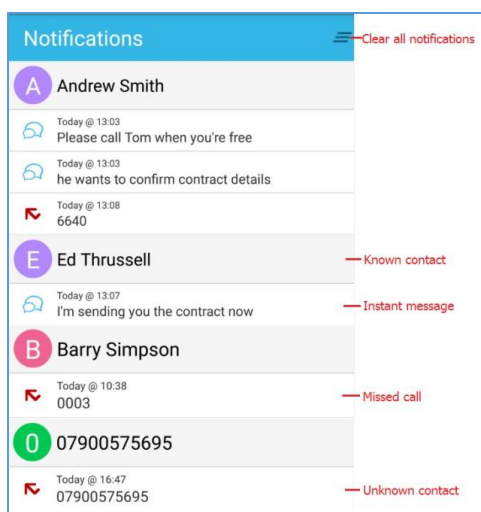 Notifications
Clear all notifications
A
Andrew Smith
Today @ 13:03
Please call Tom when you're free
Today @ 13:03
he wants to confirm contract details
Today @ 13:08
6640
E
Ed Thrussell
Known contact
Today @ 13:07
I'm sending you the contract now
Instant message
B
Barry Simpson
Today @ 10:38
0003
Missed call
0
07900575695
Today @ 16:47
07900575695
Unknown contact